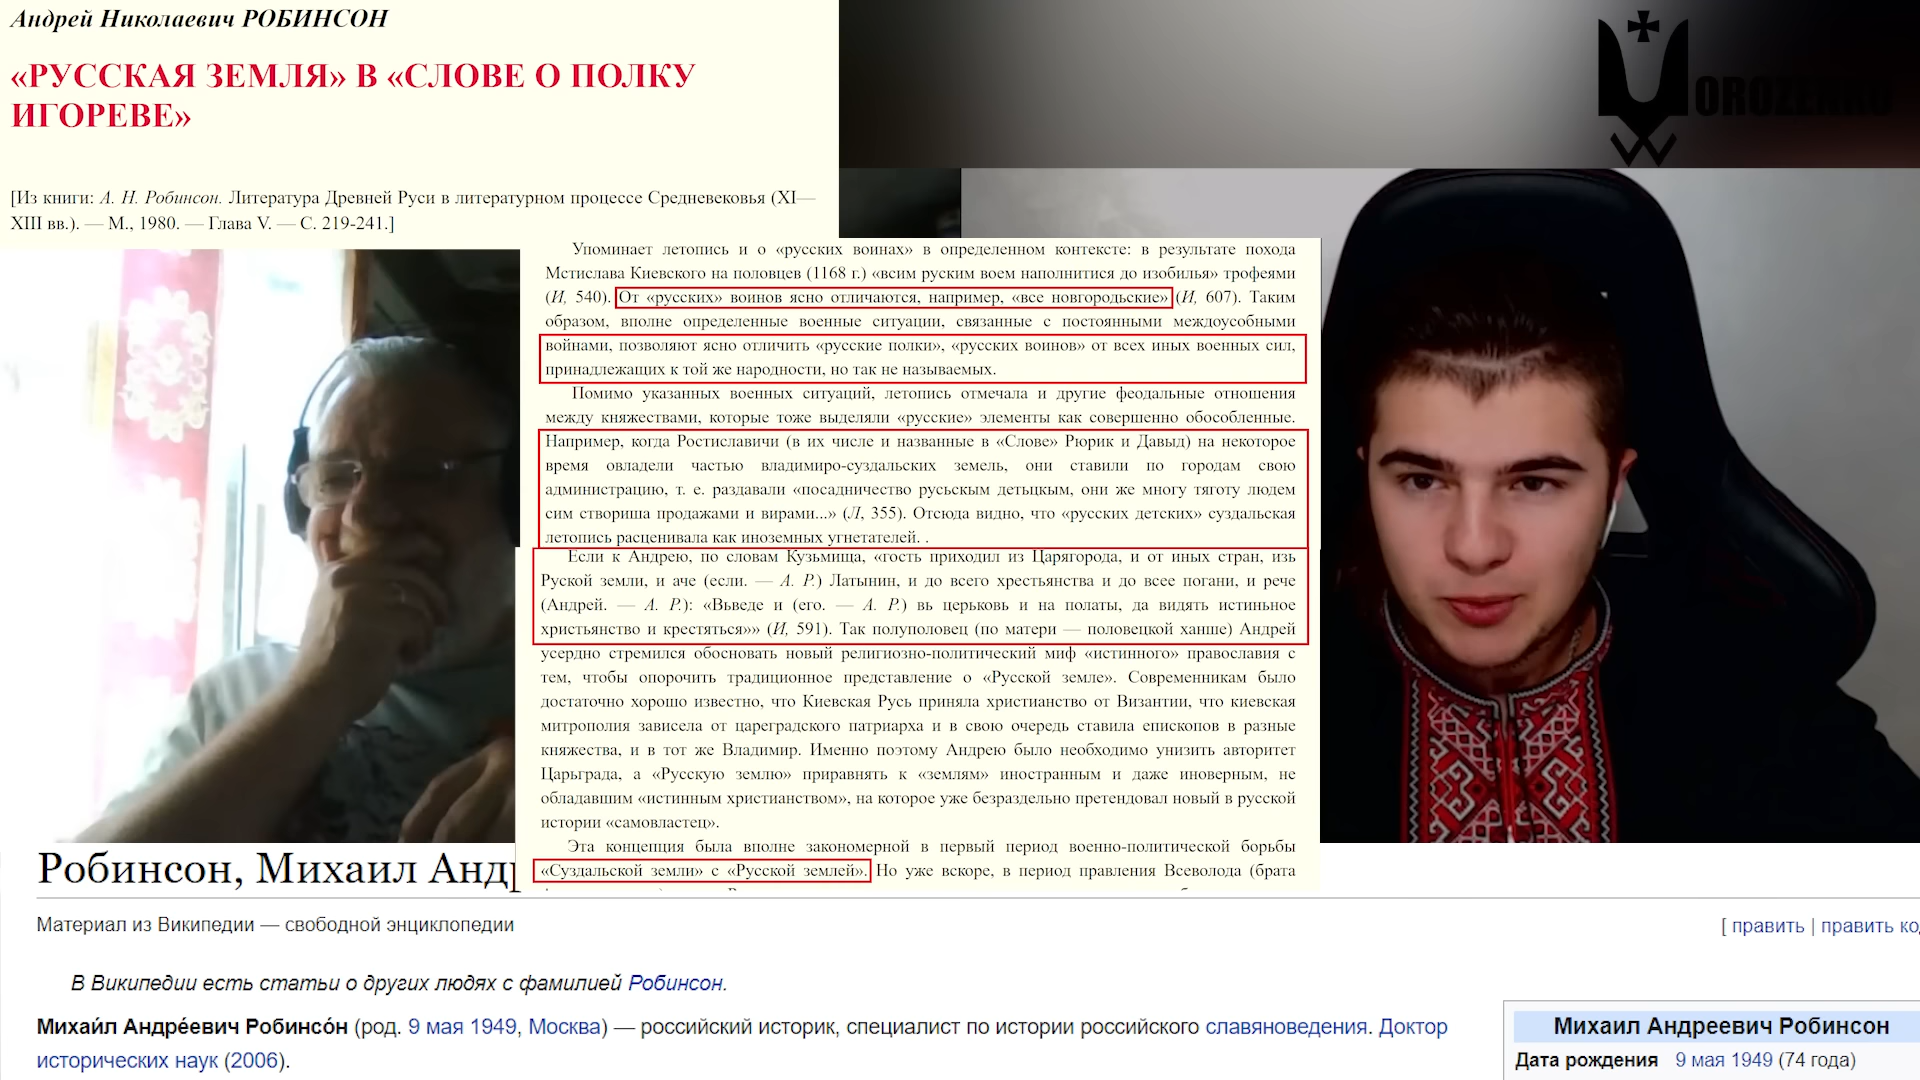 Андрей Николаевич РОБИНСОН
«РУССКАЯ ЗЕМЛЯ» В «СЛОВЕ О ПОЛКУ
ИГОРЕВЕ»
[Из книги: А. Н. Робинсон. Литература Древней Руси в литературном процессе Средневековья (XI—
XIII вв.). — М., 1980. — Глава V. — С. 219-241.]
OROZENKO
Упоминает летопись и о «русских воинах» в определенном контексте: в результате похода
Мстислава Киевского на половцев (1168 г.) «всим руским воем наполнитися до изобилья» трофеями
(И, 540). От «русских» воинов ясно отличаются, например, «все новгородьские» (И, 607). Таким
образом, вполне определенные военные ситуации, связанные с постоянными междоусобными
войнами, позволяют ясно отличить «русские полки», «русских воинов» от всех иных военных сил,
принадлежащих к той же народности, но так не называемых.
Помимо указанных военных ситуаций, летопись отмечала и другие феодальные отношения
между княжествами, которые тоже выделяли «русские» элементы как совершенно обособленные.
Например, когда Ростиславичи (в их числе и названные в «Слове» Рюрик и Давыд) на некоторое
время овладели частью владимиро-суздальских земель, они ставили по городам свою
администрацию, т. е. раздавали «посадничество русьским детьцким, они же многу тяготу людем
сим створиша продажами и вирами...» (Л, 355). Отсюда видно, что «русских детских» суздальская
летопись расценивала как иноземных угнетателей. .
Если к Андрею, по словам Кузьмища, «гость приходил из Царягорода, и от иных стран, изь
Руской земли, и аче (если. — А. Р.) Латынин, и до всего хрестьянства и до всее погани, и рече
(Андрей. — А. Р.): «Вьведе и (его. — А. Р.) вь церьковь и на полаты, да видять истиньное
христьянство и крестяться»» (И, 591). Так полуполовец (по матери — половецкой ханше) Андрей
усердно стремился обосновать новый религиозно-политический миф «истинного» православия с
тем, чтобы опорочить традиционное представление о «Русской земле». Современникам было
достаточно хорошо известно, что Киевская Русь приняла христианство от Византии, что киевская
митрополия зависела от цареградского патриарха и в свою очередь ставила епископов в разные
княжества, и в тот же Владимир. Именно поэтому Андрею было необходимо унизить авторитет
Царьграда, а «Русскую землю» приравнять к «землям» иностранным и даже иноверным, не
обладавшим «истинным христианством», на которое уже безраздельно претендовал новый в русской
истории «самовластец».
Эта концепция была вполне закономерной в первый период военно-политической борьбы
«Суздальской земли» с «Русской землей». Но уже вскоре, в период правления Всеволода (брата
Робинсон, Михаил Анд
Материал из Википедии — свободной энциклопедии
[ править | править ко
В Википедии есть статьи о других людях с фамилией Робинсон.
Михаи́л Андре́евич Робинсо́н (род. 9 мая 1949, Москва) — российский историк, специалист по истории российского славяноведения. Доктор
исторических наук (2006).
Михаил Андреевич Робинсон
Дата рождения 9 мая 1949 (74 года)